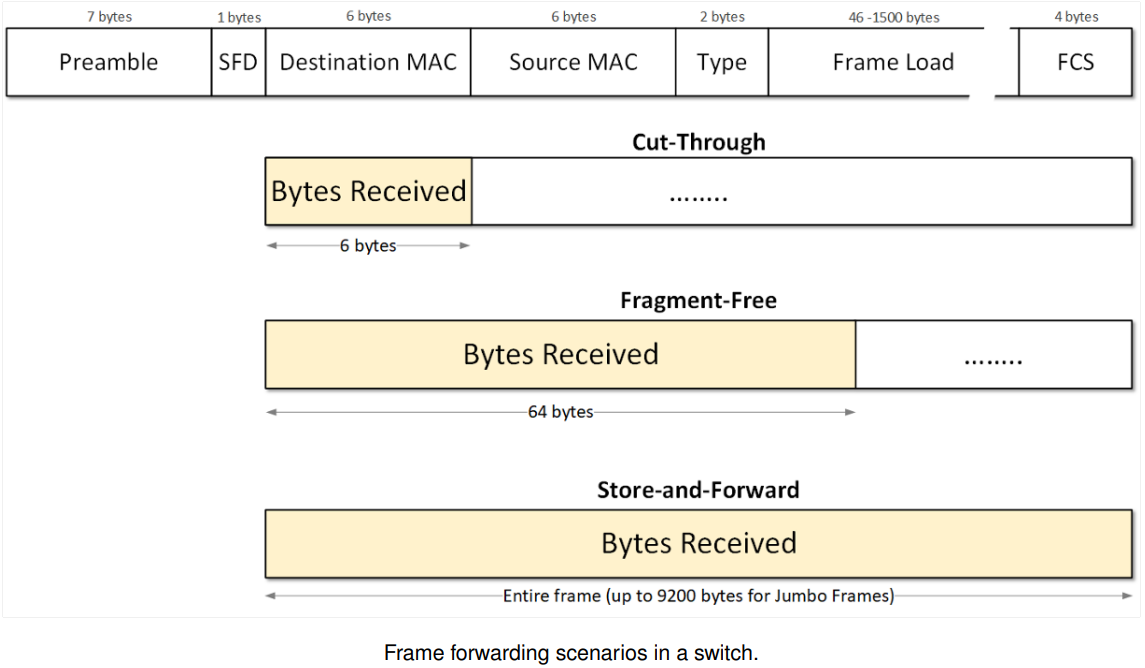 7 bytes 1 byte 6 bytes 6 bytes 2 bytes 46 -1500 bytes 4 bytes
Preamble SFD Destination MAC Source MAC Type Frame Load FCS
Cut-Through
Bytes Received ........
6 bytes
Fragment-Free
Bytes Received ........
64 bytes
Store-and-Forward
Bytes Received
Entire frame (up to 9200 bytes for Jumbo Frames)
Frame forwarding scenarios in a switch.